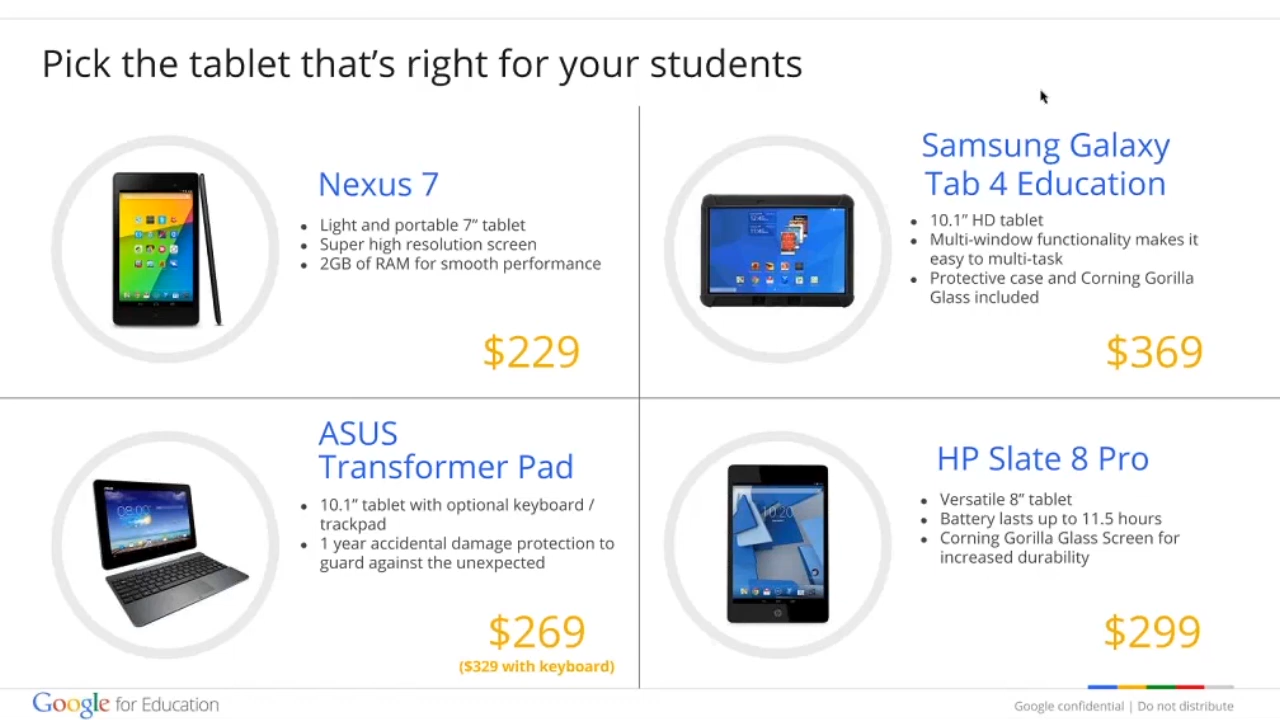 Pick the tablet that’s right for your students
Nexus 7
• Light and portable 7” tablet
• Super high resolution screen
• 2GB of RAM for smooth performance
$229
Samsung Galaxy
Tab 4 Education
• 10.1” HD tablet
• Multi-window functionality makes it
easy to multi-task
• Protective case and Corning Gorilla
Glass included
$369
ASUS
Transformer Pad
• 10.1” tablet with optional keyboard /
trackpad
• 1 year accidental damage protection to
guard against the unexpected
$269
($329 with keyboard)
HP Slate 8 Pro
• Versatile 8” tablet
• Battery lasts up to 11.5 hours
• Corning Gorilla Glass Screen for
increased durability
$299
Google for Education
Google confidential | Do not distribute